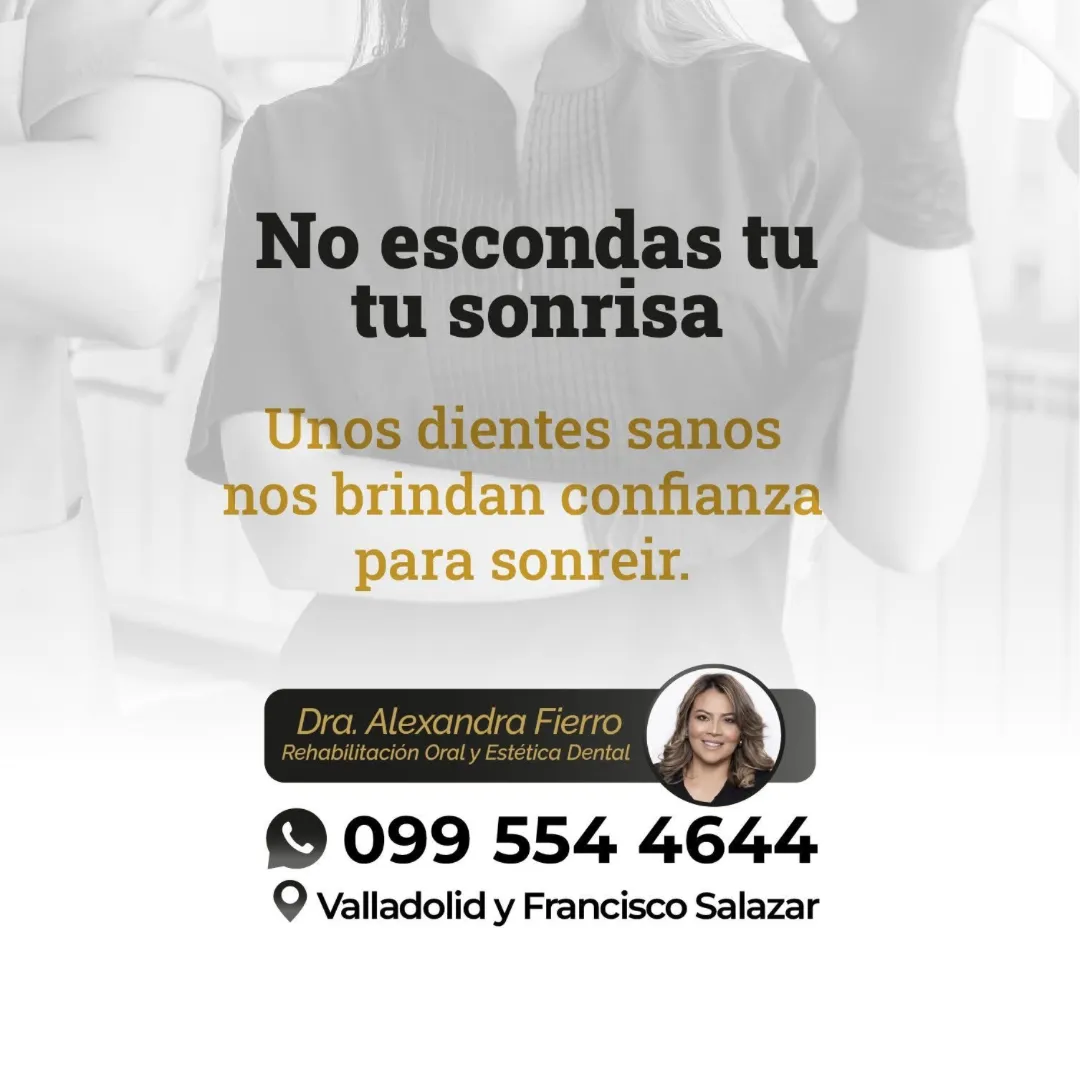 No escondas tu
tu sonrisa
Unos dientes sanos
nos brindan confianza
para sonreir.
Dra. Alexandra Fierro
Rehabilitación Oral y Estética Dental
099 554 4644
Valladolid y Francisco Salazar